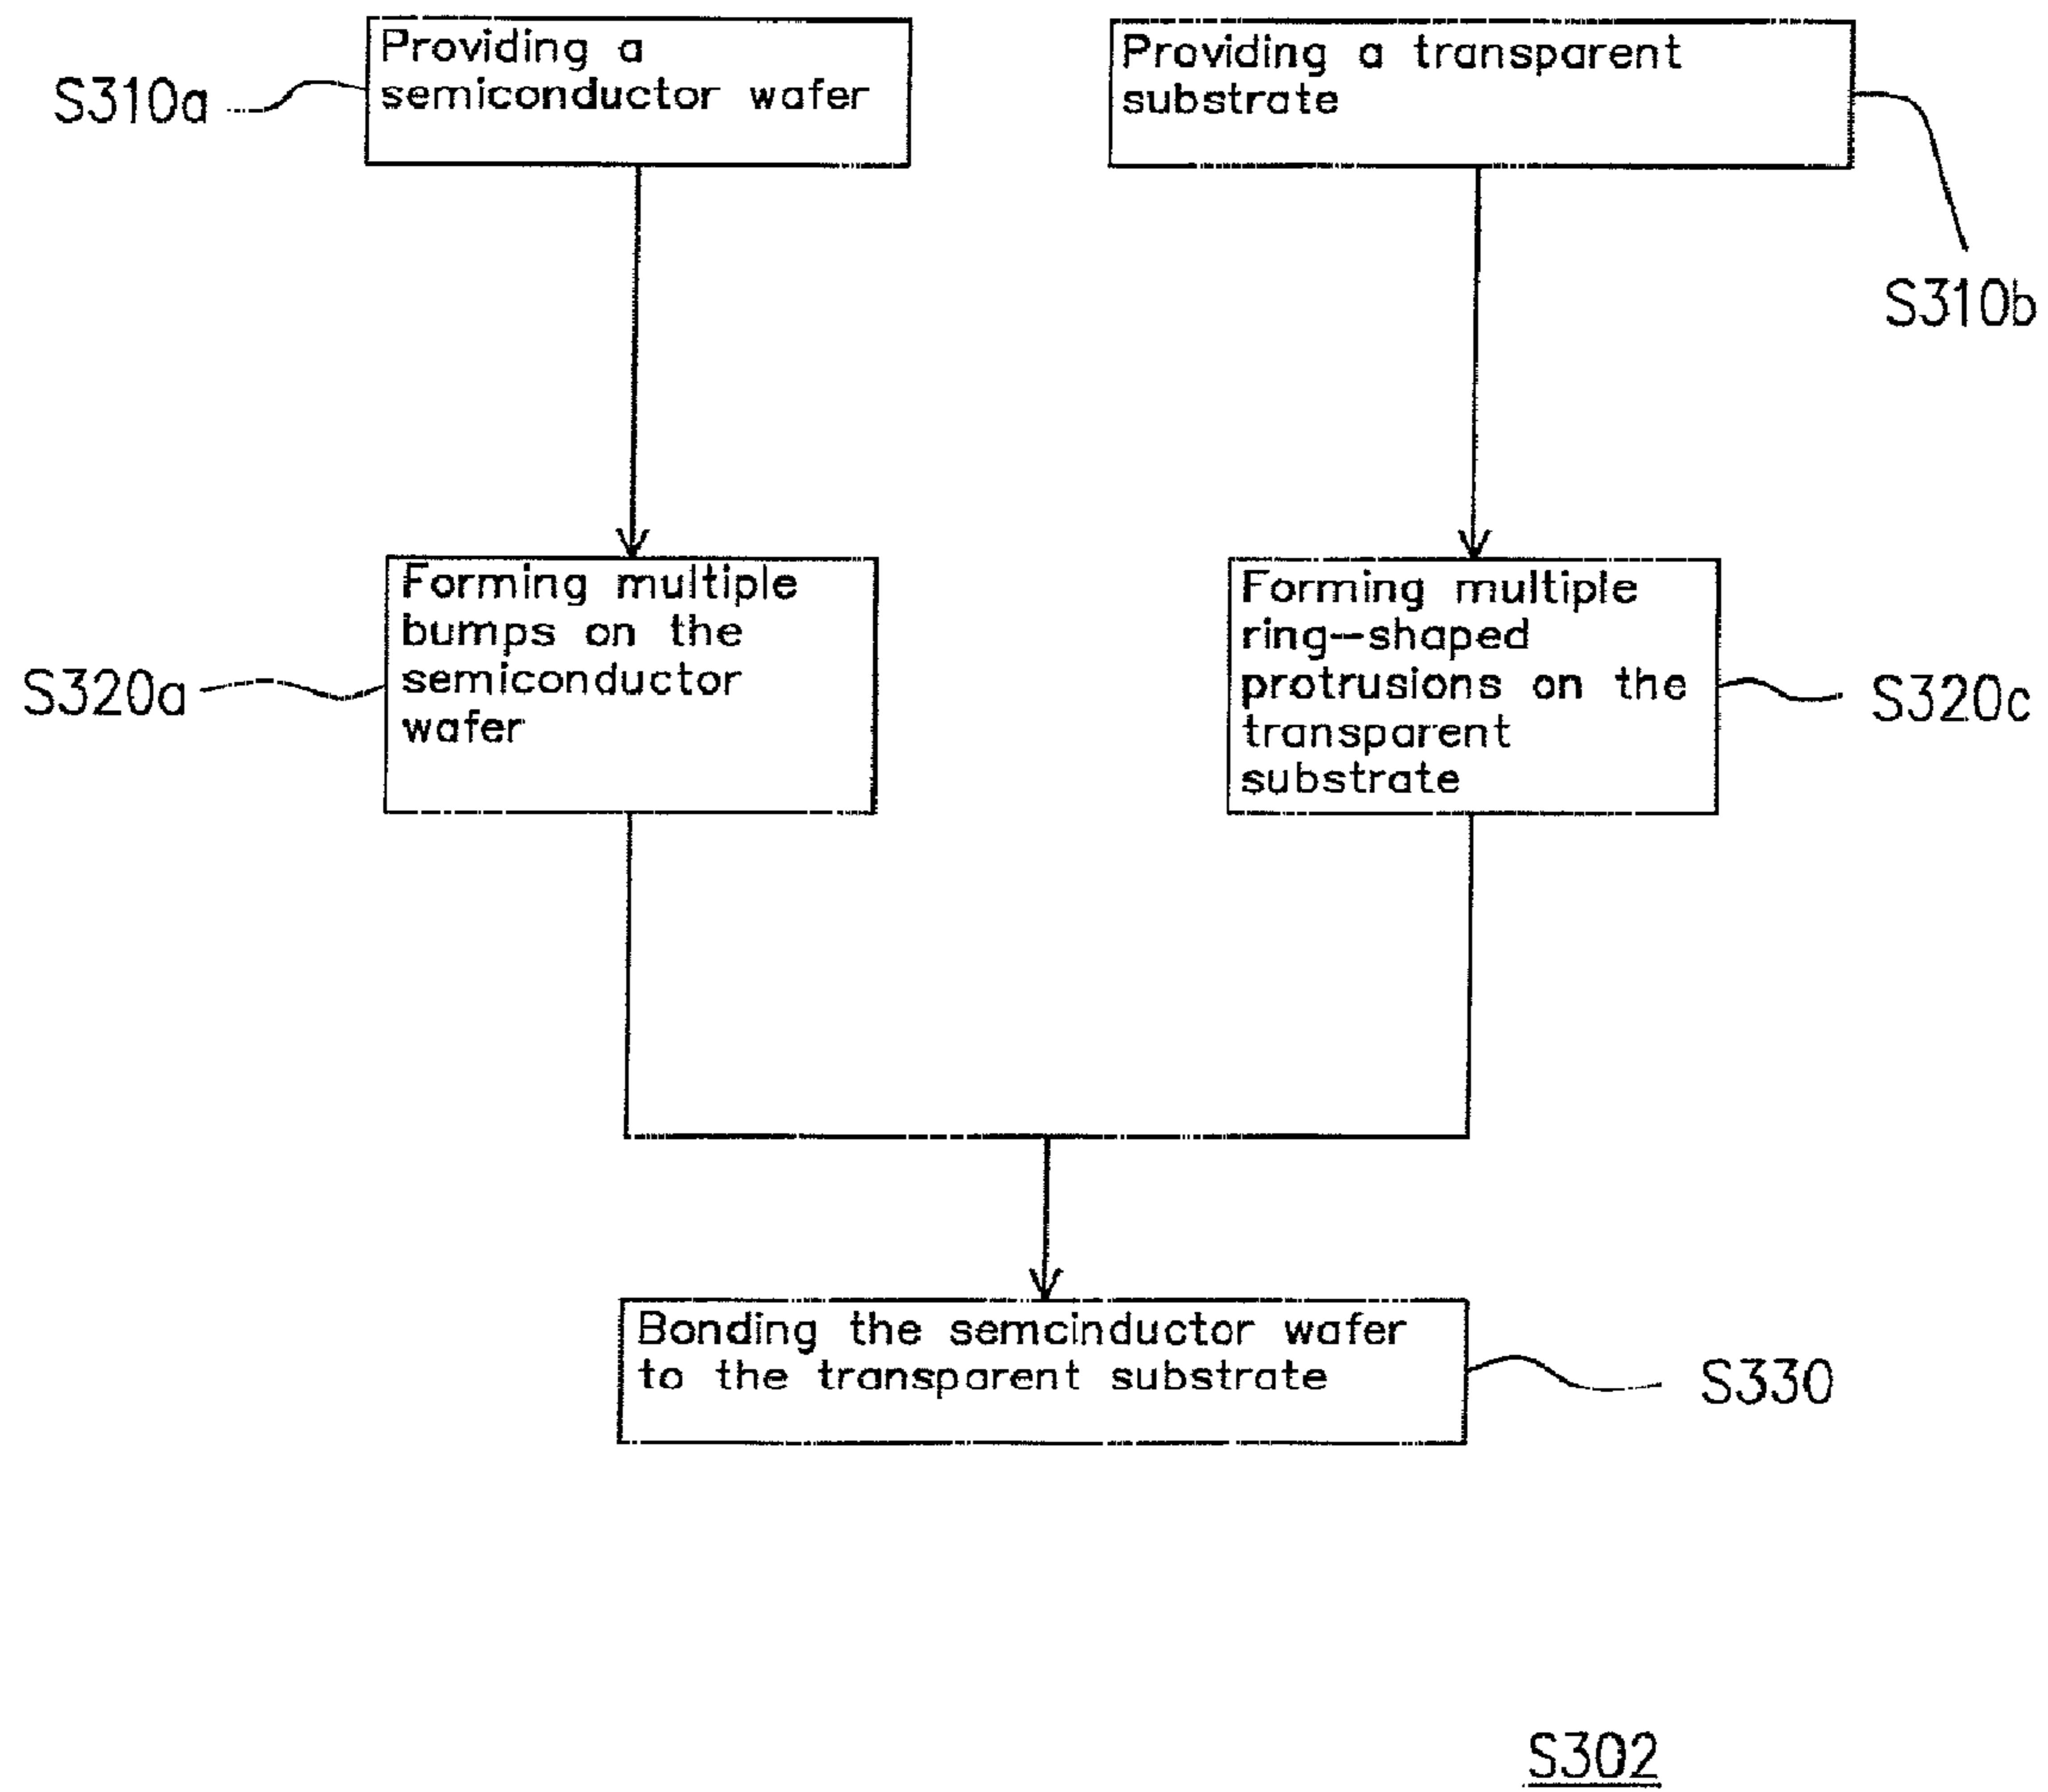 Providing a
semiconductor wafer
S310a
Providing a transparent
substrate
S310b
Forming multiple
bumps on the
semiconductor
wafer
S320a
Forming multiple
ring-shaped
protrusions on the
transparent
substrate
S320c
Bonding the semcinductor wafer
to the transparent substrate
S330
S302